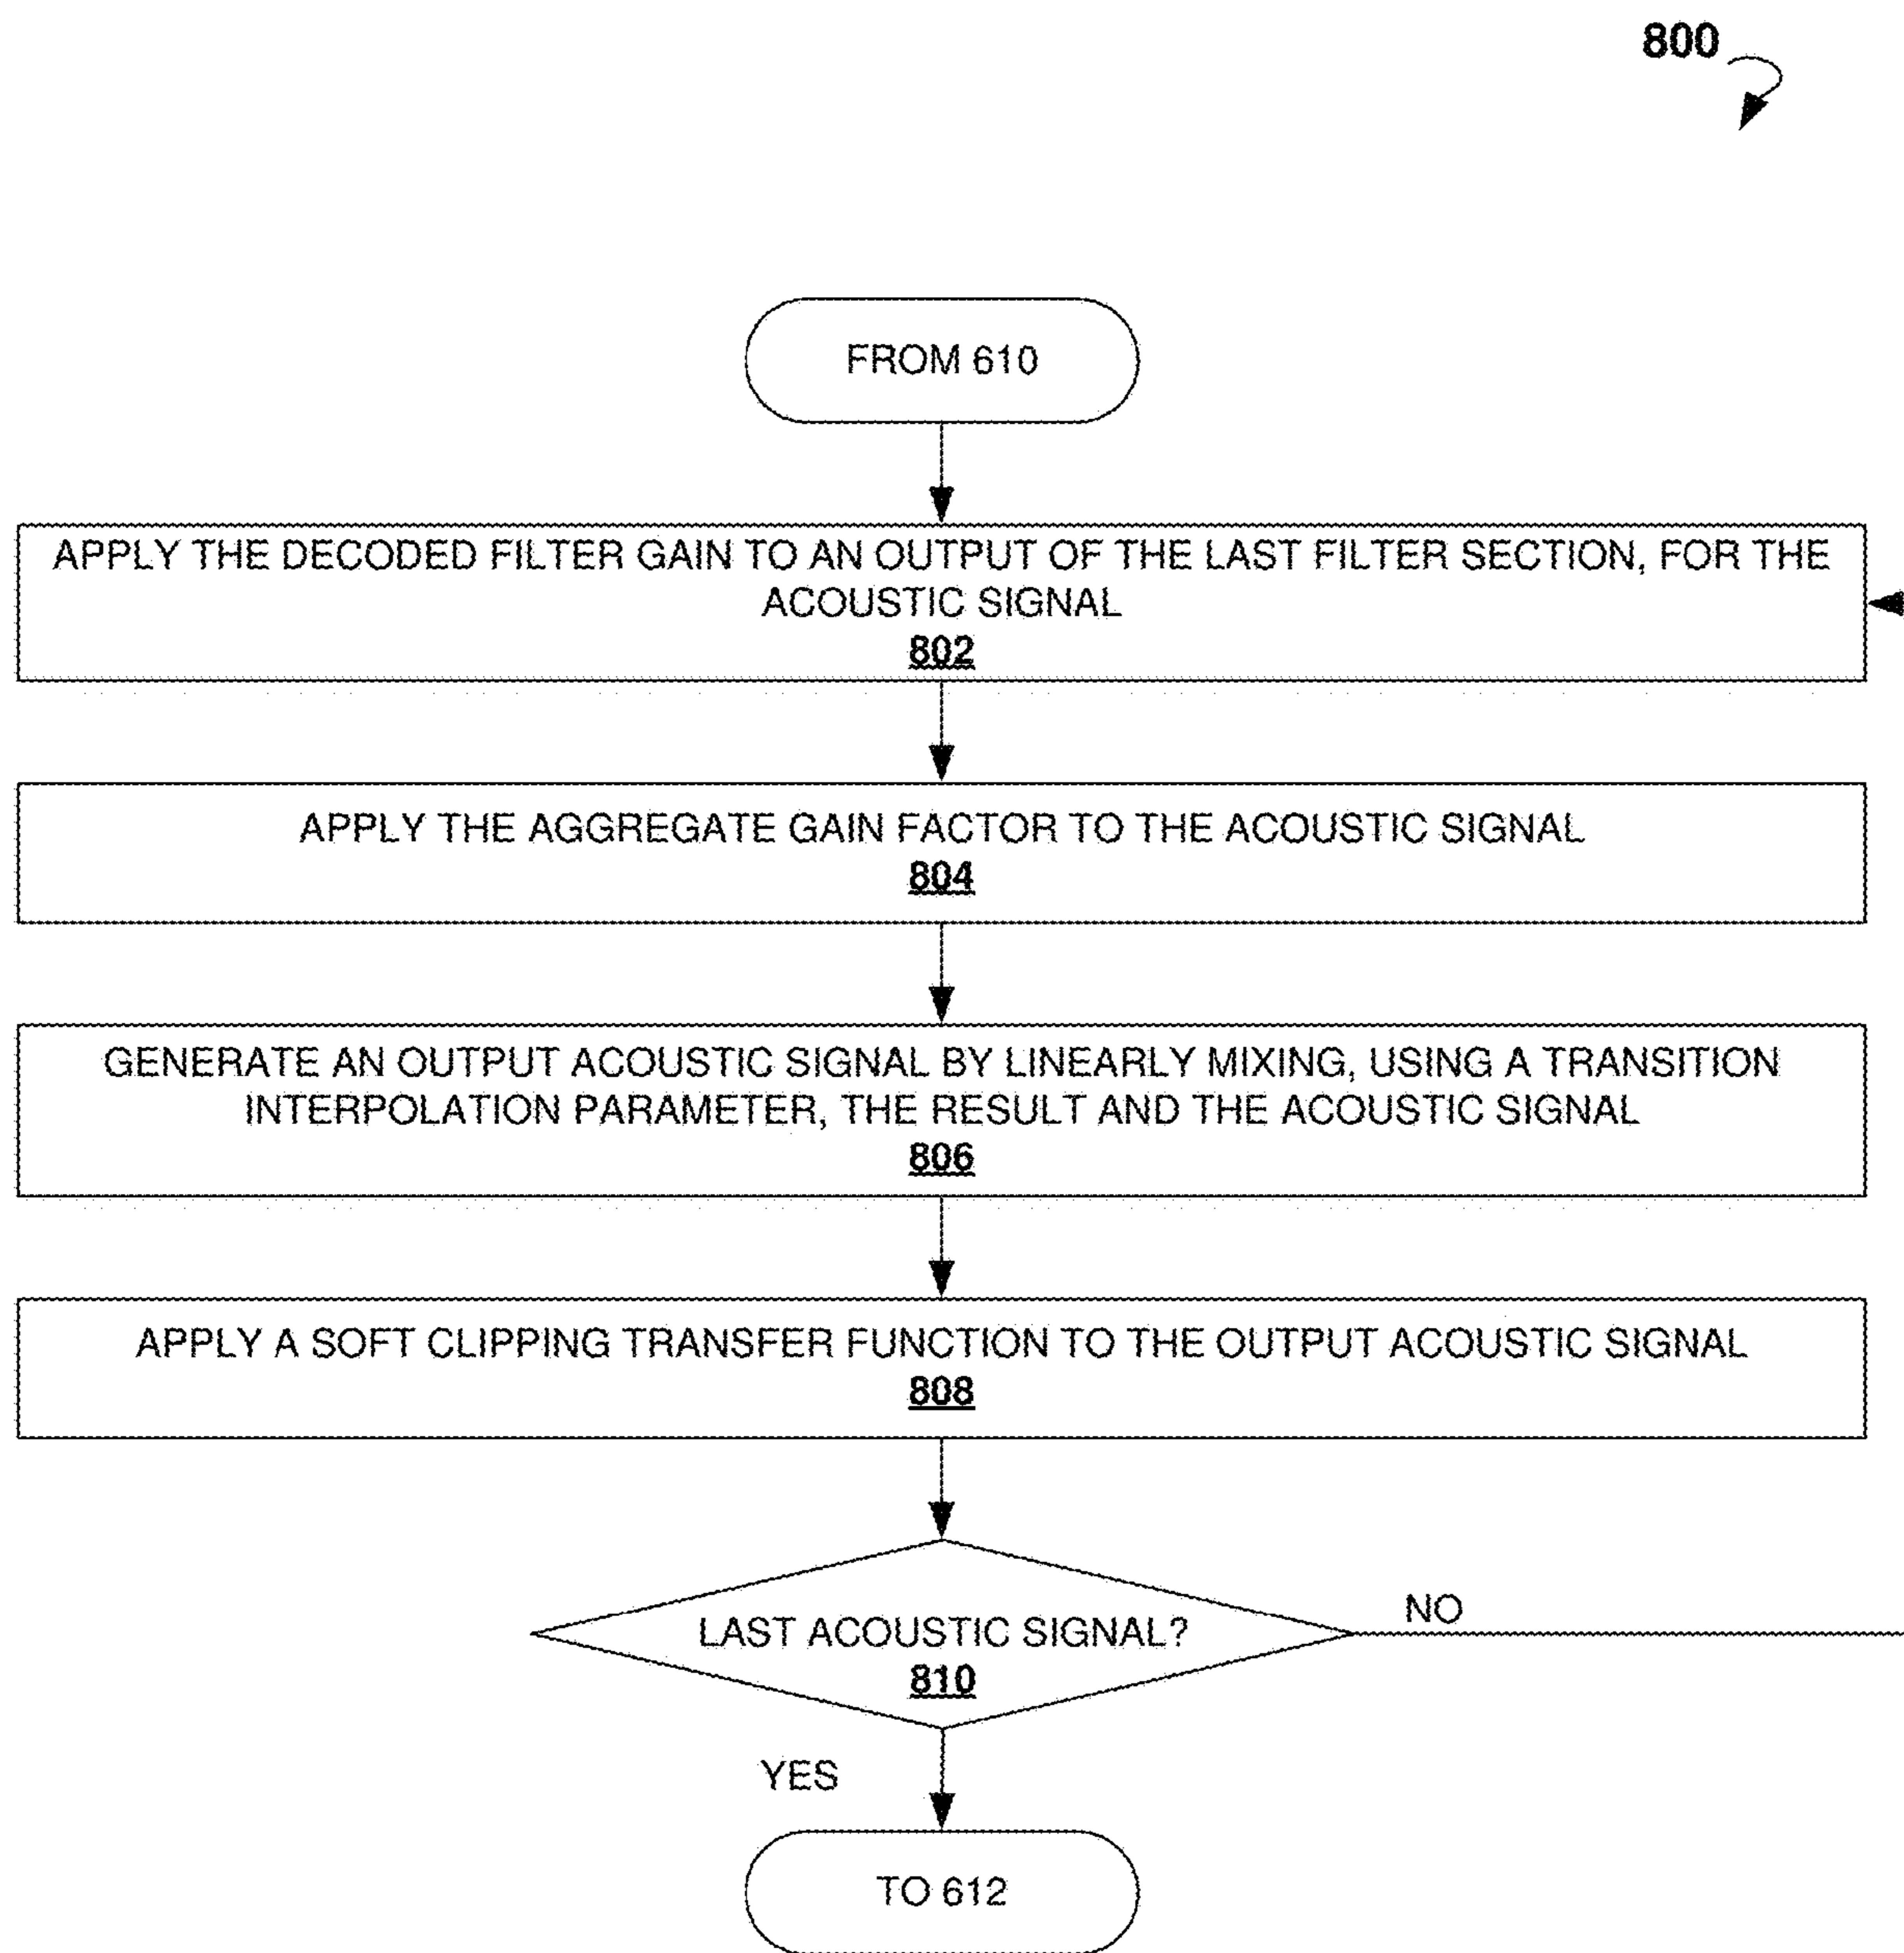 800
FROM 610
APPLY THE DECODED FILTER GAIN TO AN OUTPUT OF THE LAST FILTER SECTION, FOR THE
ACOUSTIC SIGNAL
802
APPLY THE AGGREGATE GAIN FACTOR TO THE ACOUSTIC SIGNAL
804
GENERATE AN OUTPUT ACOUSTIC SIGNAL BY LINEARLY MIXING, USING A TRANSITION
INTERPOLATION PARAMETER, THE RESULT AND THE ACOUSTIC SIGNAL
806
APPLY A SOFT CLIPPING TRANSFER FUNCTION TO THE OUTPUT ACOUSTIC SIGNAL
808
NO
LAST ACOUSTIC SIGNAL?
810
YES
TO 612